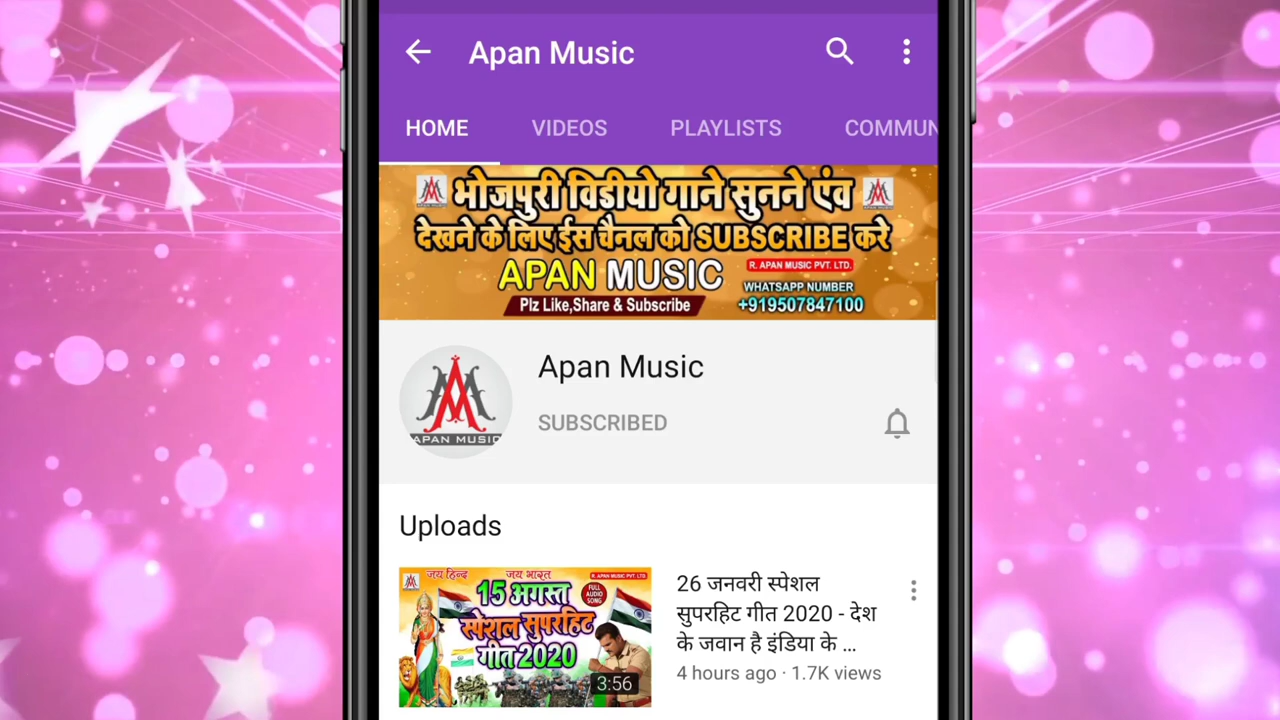 Apan Music
HOME VIDEOS PLAYLISTS COMMUN
भोजपुरी विडीयो गाने सुनने एंव
देखने के लिए ईस चैनल को SUBSCRIBE करे
APAN MUSIC
R. APAN MUSIC PVT. LTD.
WHATSAPP NUMBER
Plz Like,Share & Subscribe
+919507847100
Apan Music
SUBSCRIBED
APAN MUSIC
Uploads
जय हिन्द जय भारत
R. APAN MUSIC PVT. LTD
15 अगस्त
FULL AUDIO SONG
स्पेशल सुपरहिट
गीत 2020
3:56
26 जनवरी स्पेशल
सुपरहिट गीत 2020 - देश
के जवान है इंडिया के ...
4 hours ago · 1.7K views